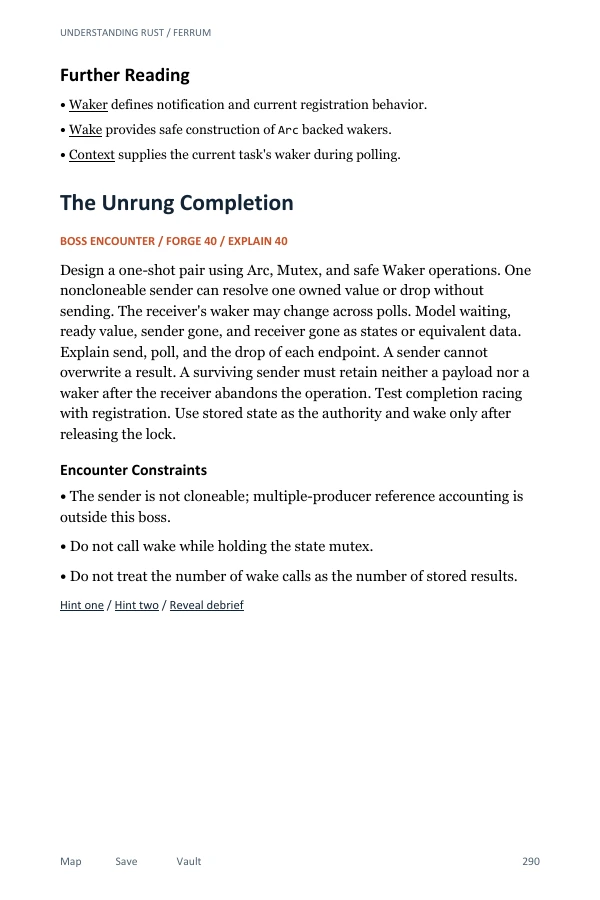 UNDERSTANDING RUST / FERRUM
Further Reading
• Waker defines notification and current registration behavior.
• Wake provides safe construction of Arc backed wakers.
• Context supplies the current task's waker during polling.
The Unrung Completion
BOSS ENCOUNTER / FORGE 40 / EXPLAIN 40
Design a one-shot pair using Arc, Mutex, and safe Waker operations. One
noncloneable sender can resolve one owned value or drop without
sending. The receiver's waker may change across polls. Model waiting,
ready value, sender gone, and receiver gone as states or equivalent data.
Explain send, poll, and the drop of each endpoint. A sender cannot
overwrite a result. A surviving sender must retain neither a payload nor a
waker after the receiver abandons the operation. Test completion racing
with registration. Use stored state as the authority and wake only after
releasing the lock.
Encounter Constraints
• The sender is not cloneable; multiple-producer reference accounting is
outside this boss.
• Do not call wake while holding the state mutex.
• Do not treat the number of wake calls as the number of stored results.
Hint one / Hint two / Reveal debrief
Map Save Vault 290